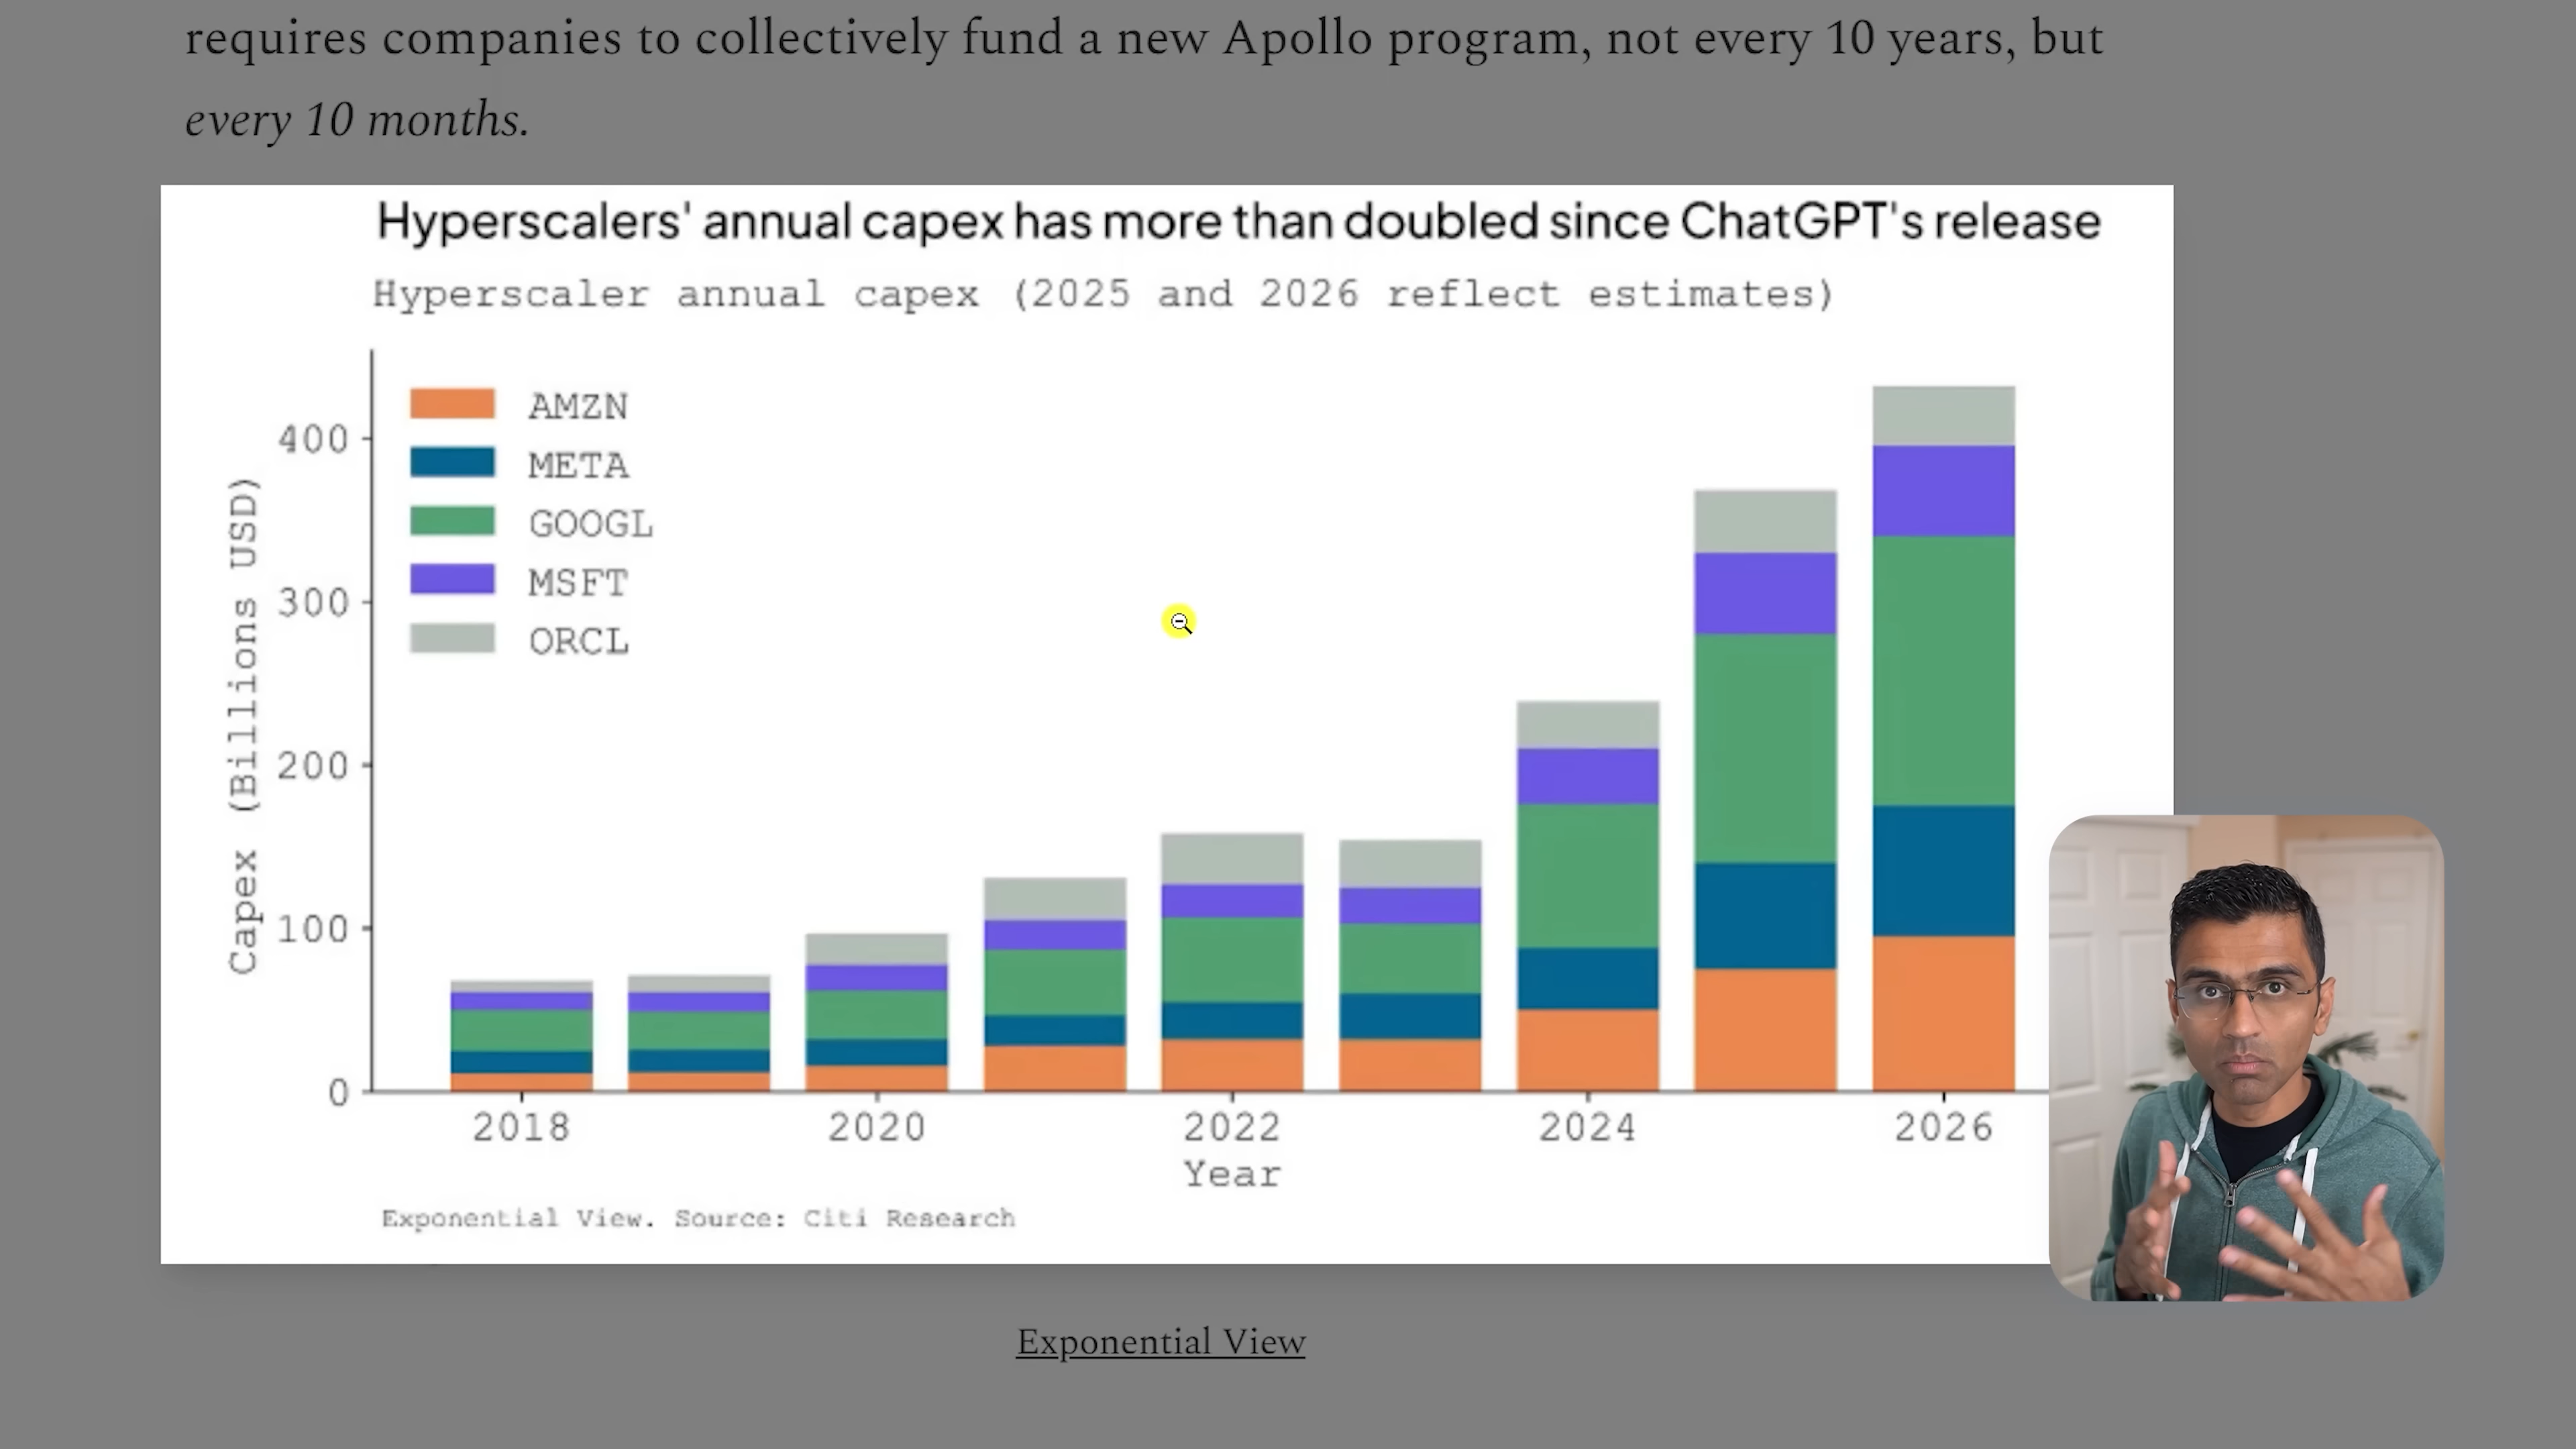 requires companies to collectively fund a new Apollo program, not every 10 years, but
every 10 months.
Hyperscalers' annual capex has more than doubled since ChatGPT's release
Hyperscaler annual capex (2025 and 2026 reflect estimates)
AMZN
META
GOOGL
MSFT
ORCL
Capex (Billions USD)
400
300
200
100
0
2018 2020 2022 2024 2026
Year
Exponential View. Source: Citi Research
Exponential View